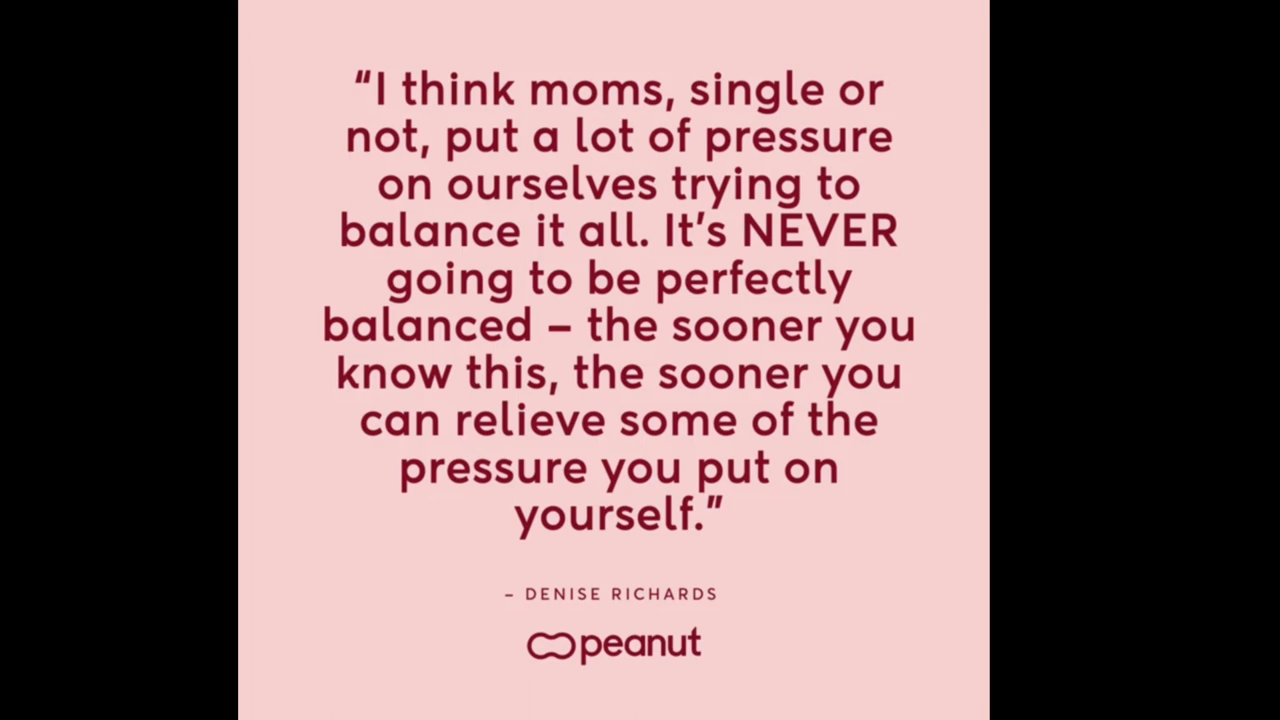 “I think moms, single or
not, put a lot of pressure
on ourselves trying to
balance it all. It’s NEVER
going to be perfectly
balanced – the sooner you
know this, the sooner you
can relieve some of the
pressure you put on
yourself.”
– DENISE RICHARDS
peanut